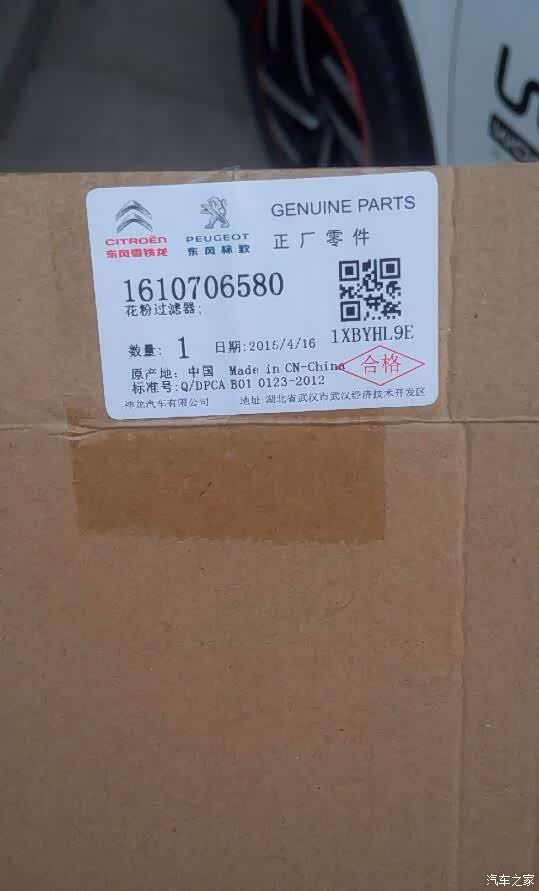 GENUINE PARTS
CITROËN
PEUGEOT
正厂零件
东风雪铁龙
东风标致
1610706580
花粉过滤器;
1XBYHL9E
数量: 1 日期:2015/4/16
合格
原产地: 中国 Made in CN-China
标准号:Q/DPCA B01 0123-2012
神龙汽车有限公司 地址 湖北省武汉市武汉经济技术开发区
汽车之家